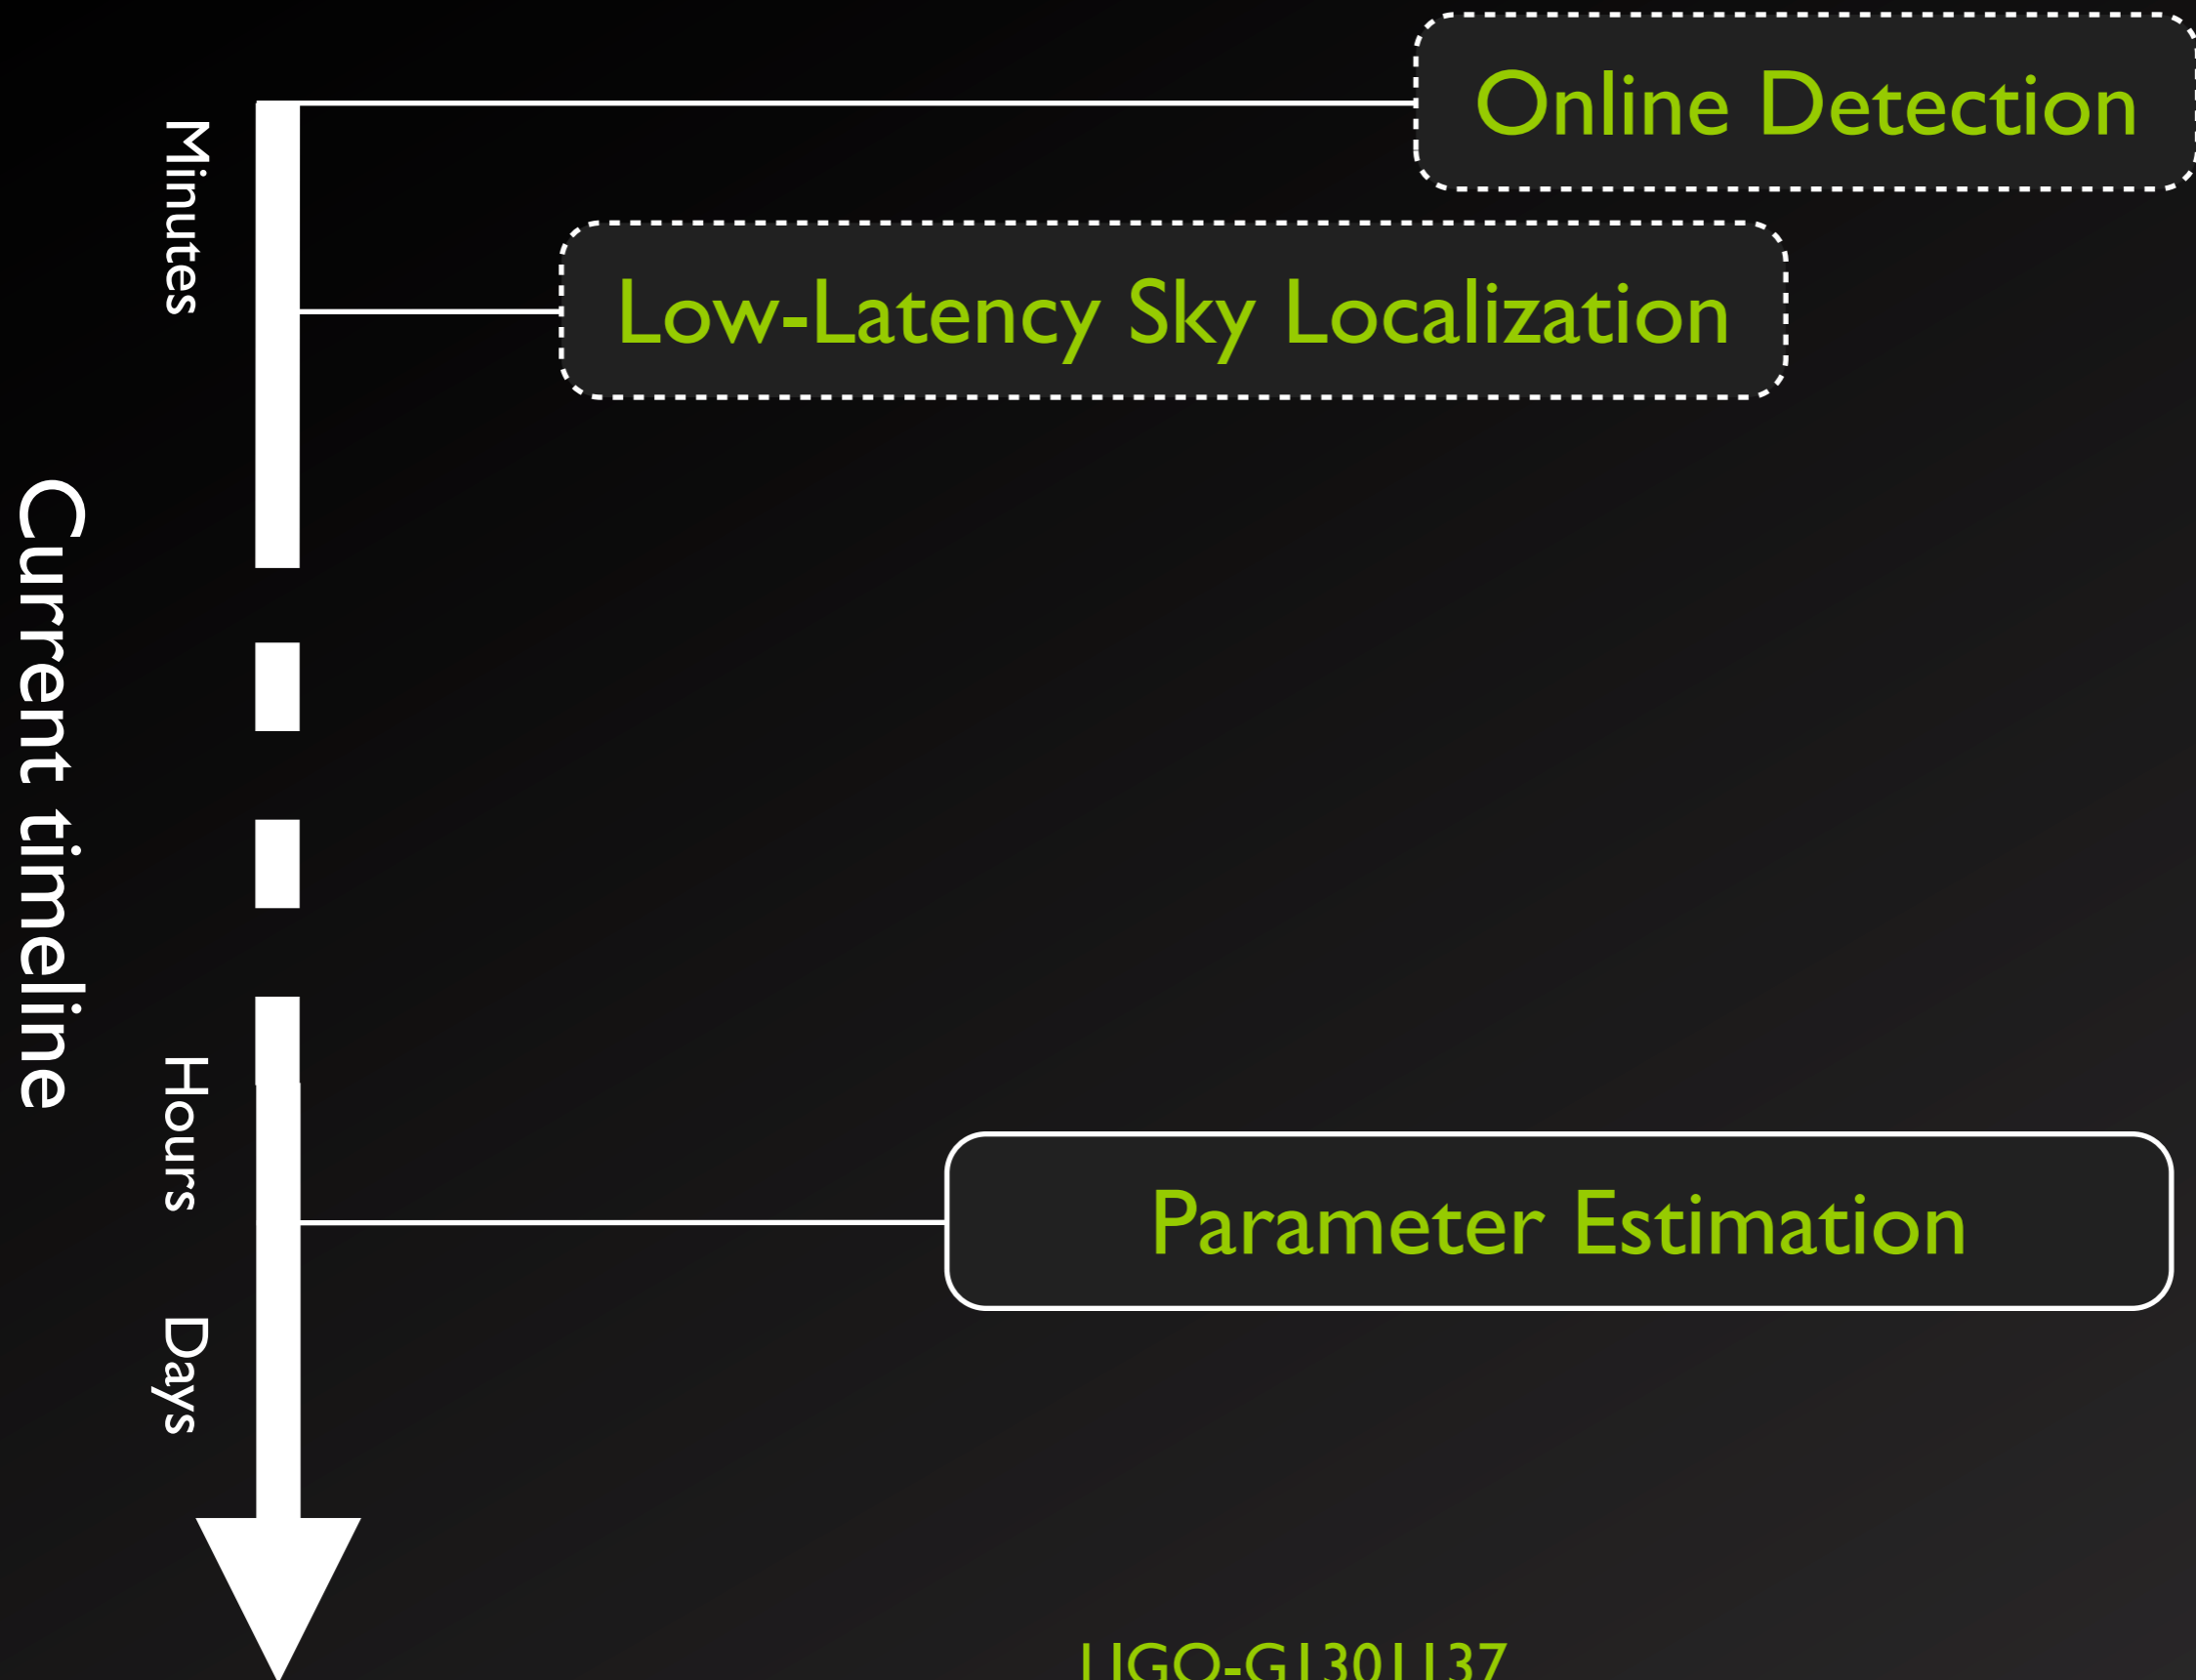 Online Detection
Low-Latency Sky Localization
Minutes
Current timeline
Hours
Parameter Estimation
Days
LIGO-G1301137